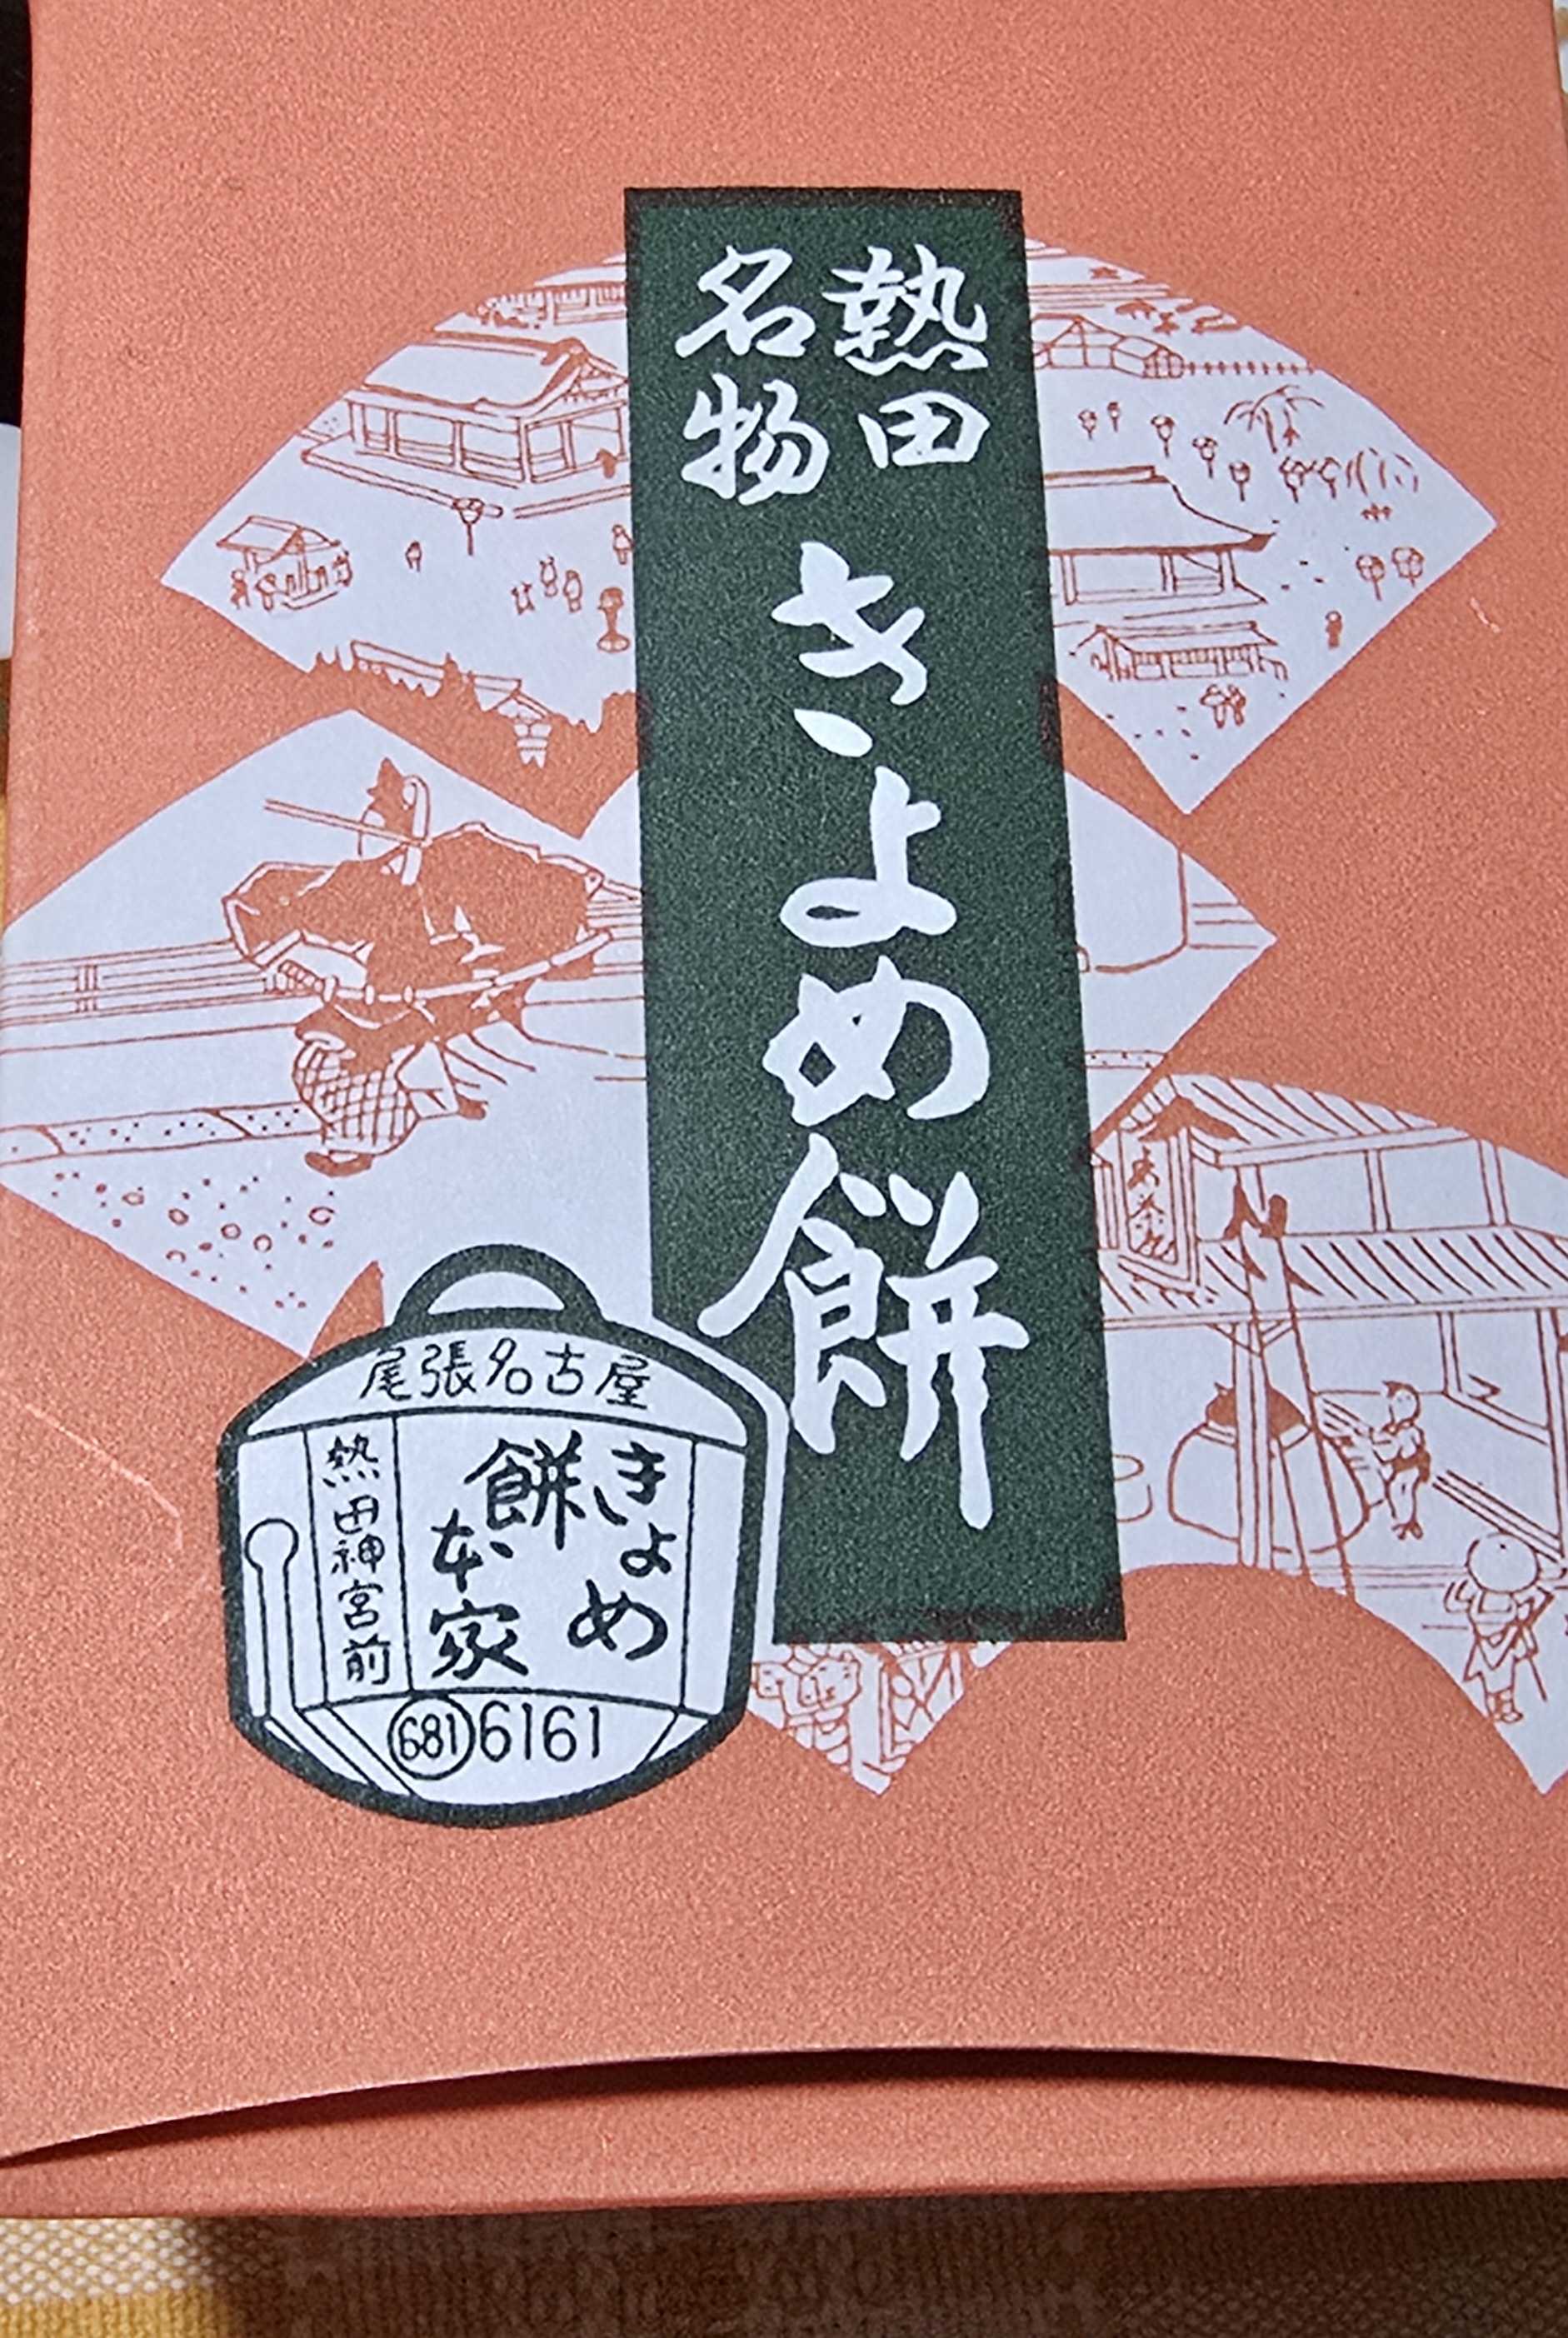 熱田
名物
きよめ餅
尾張名古屋
きよめ
餅本家
熱田神宮前
(681)6161